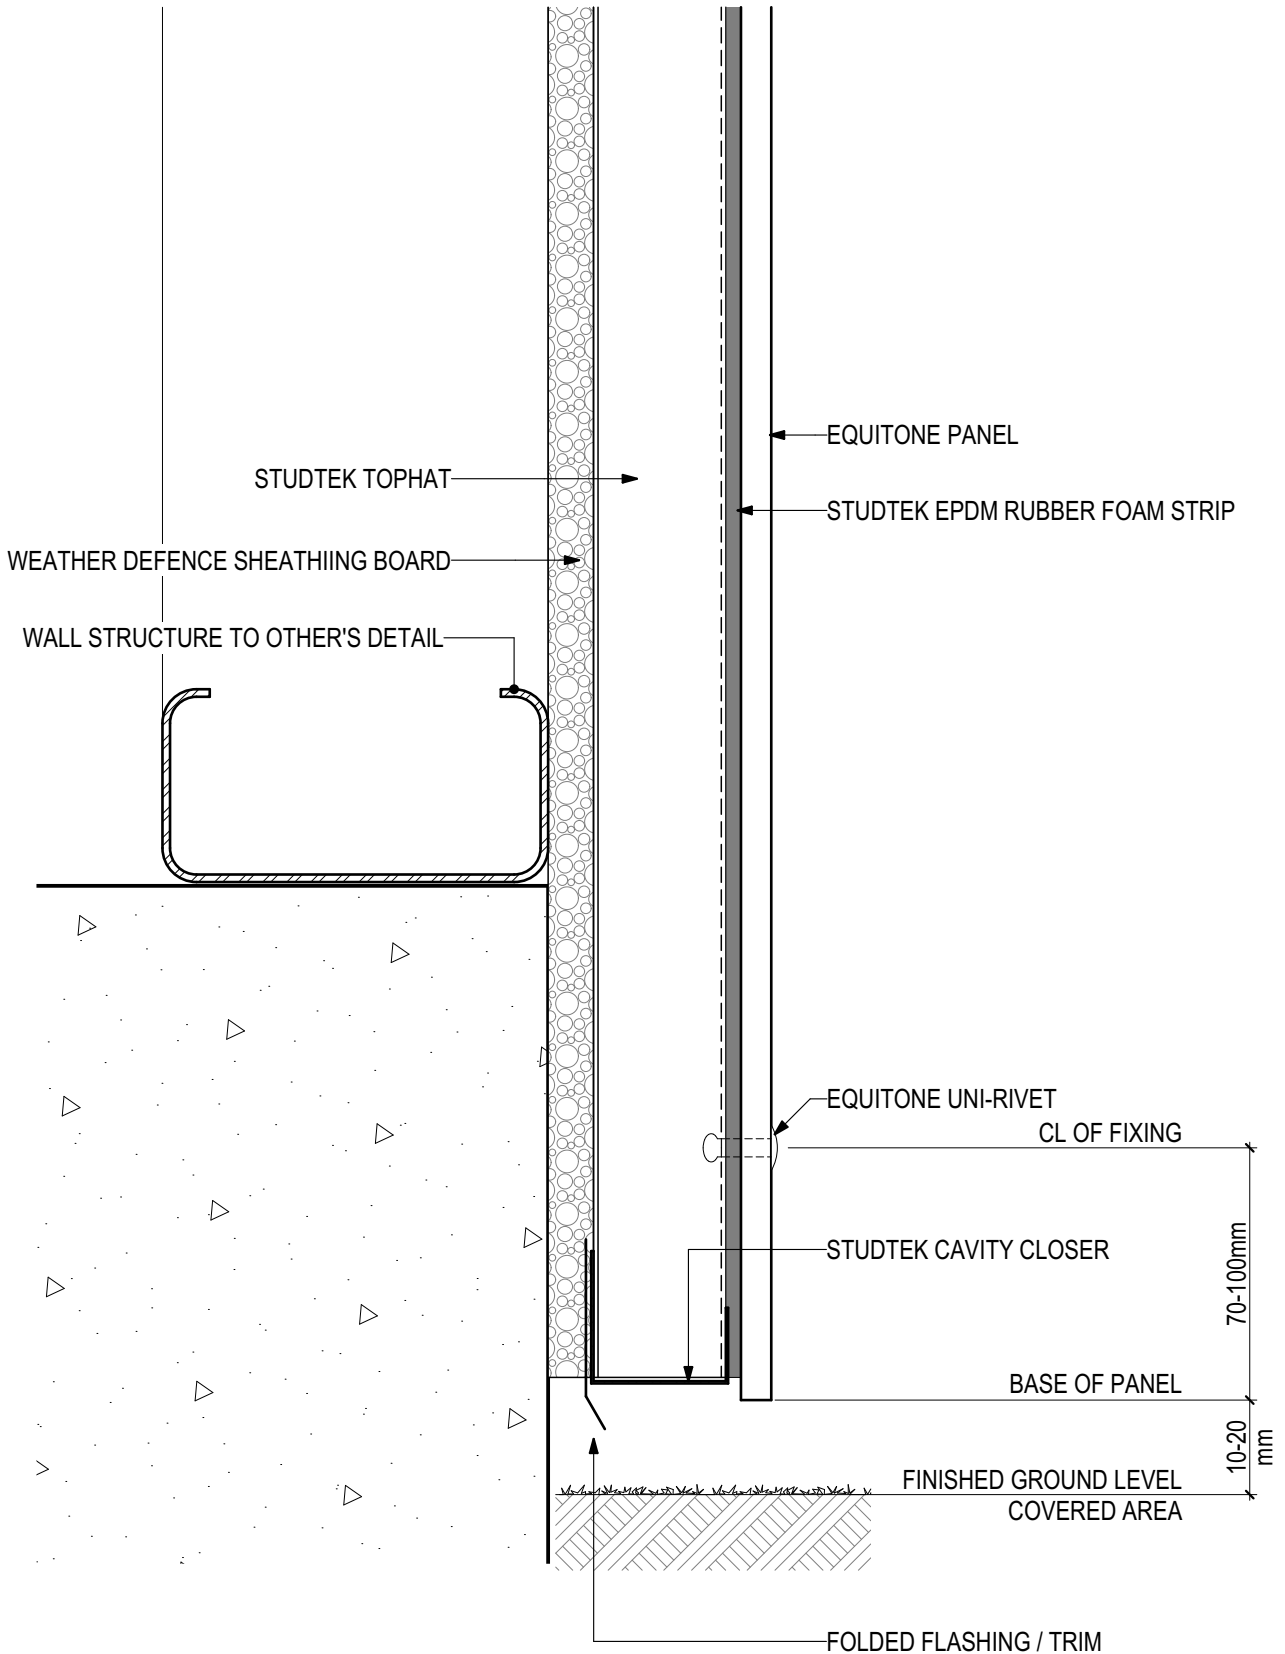 EQUITONE PANEL
STUDTEK TOPHAT
STUDTEK EPDM RUBBER FOAM STRIP
WEATHER DEFENCE SHEATHIING BOARD
WALL STRUCTURE TO OTHER'S DETAIL
EQUITONE UNI-RIVET
CL OF FIXING
STUDTEK CAVITY CLOSER
70-100mm
BASE OF PANEL
10-20
mm
FINISHED GROUND LEVEL
COVERED AREA
FOLDED FLASHING / TRIM